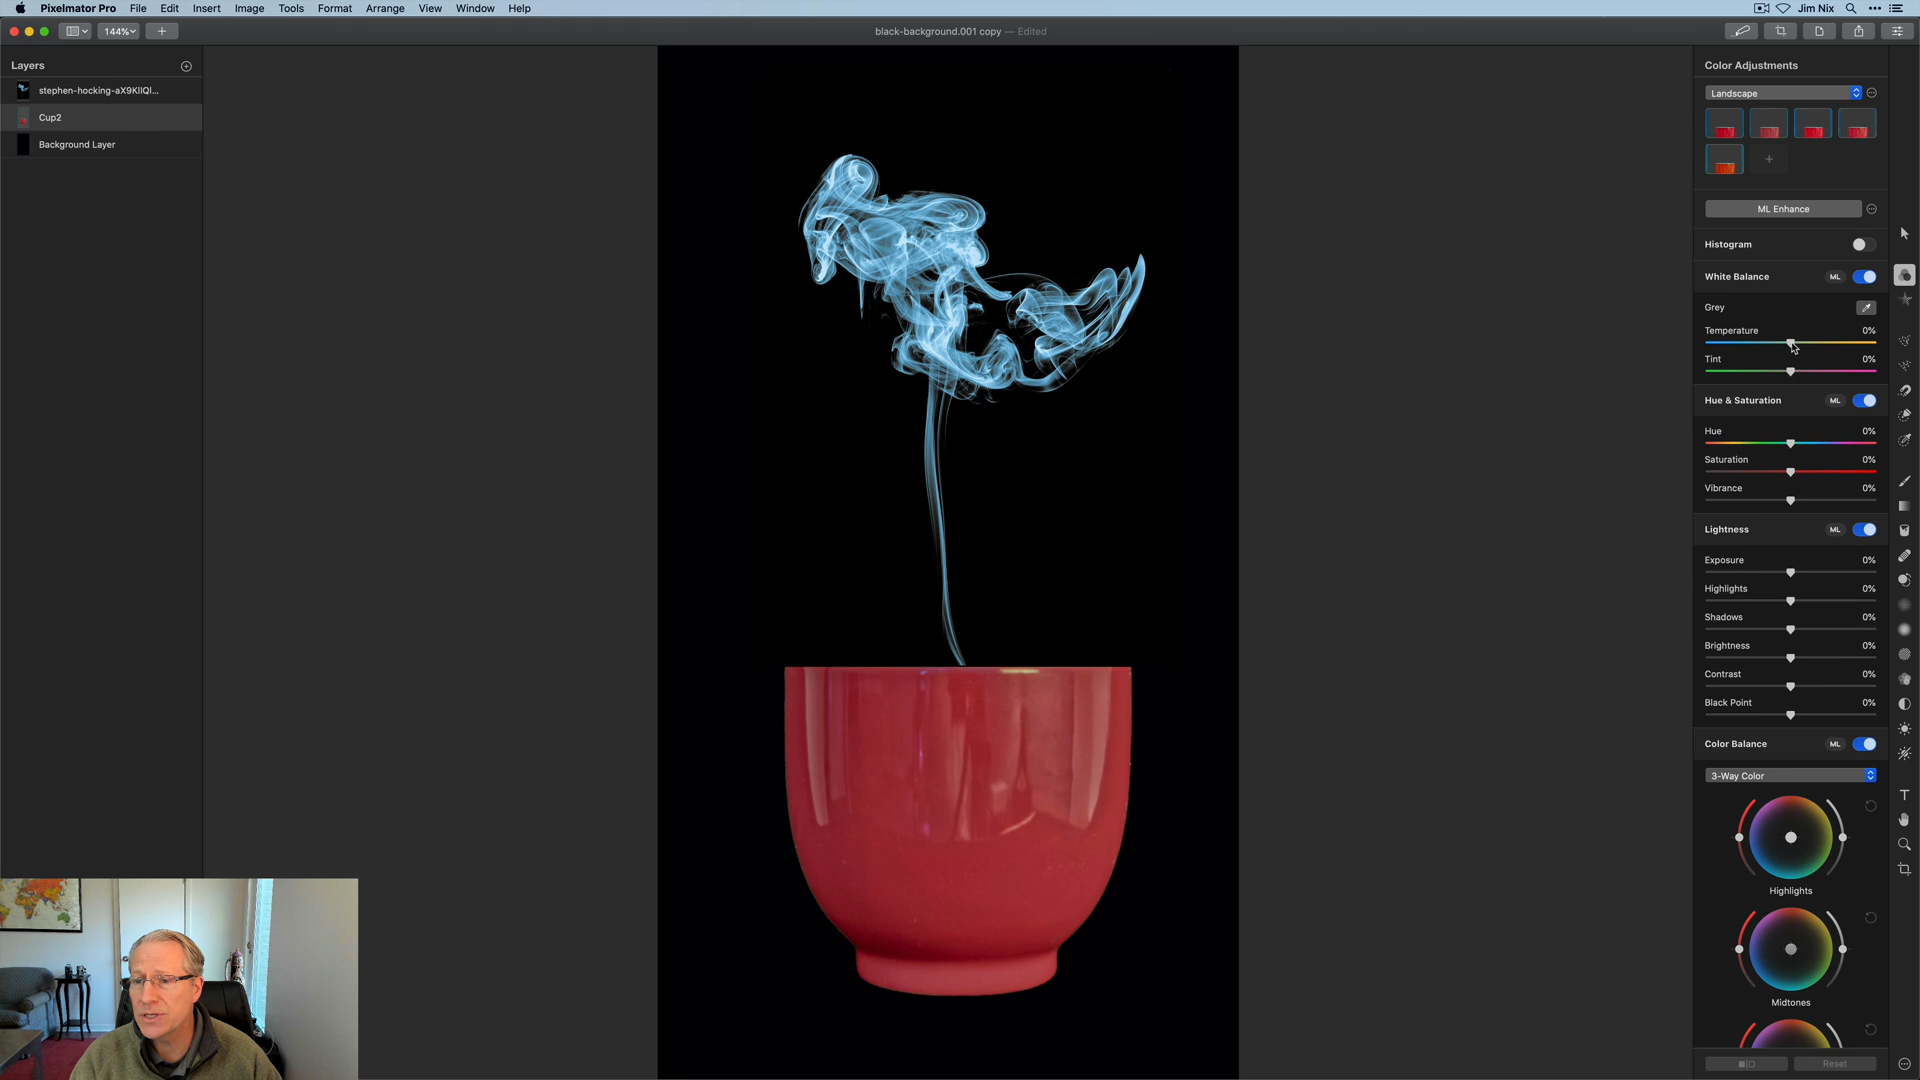 Pixelmator Pro File Edit Insert Image Tools Format Arrange View Window Help Jim Nix
144%
black-background.001 copy — Edited
Layers
stephen-hocking-aX9KIlQI...
Cup2
Background Layer
Color Adjustments
Landscape
ML Enhance
Histogram
White Balance ML
Grey
Temperature 0%
Tint 0%
Hue & Saturation ML
Hue 0%
Saturation 0%
Vibrance 0%
Lightness ML
Exposure 0%
Highlights 0%
Shadows 0%
Brightness 0%
Contrast 0%
Black Point 0%
Color Balance ML
3-Way Color
Highlights
Midtones
Reset